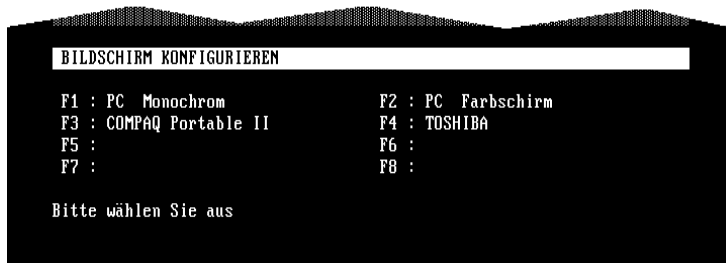 BILDSCHIRM KONFIGURIEREN
F1 : PC Monochrom F2 : PC Farbschirm
F3 : COMPAQ Portable II F4 : TOSHIBA
F5 : F6 :
F7 : F8 :
Bitte wählen Sie aus